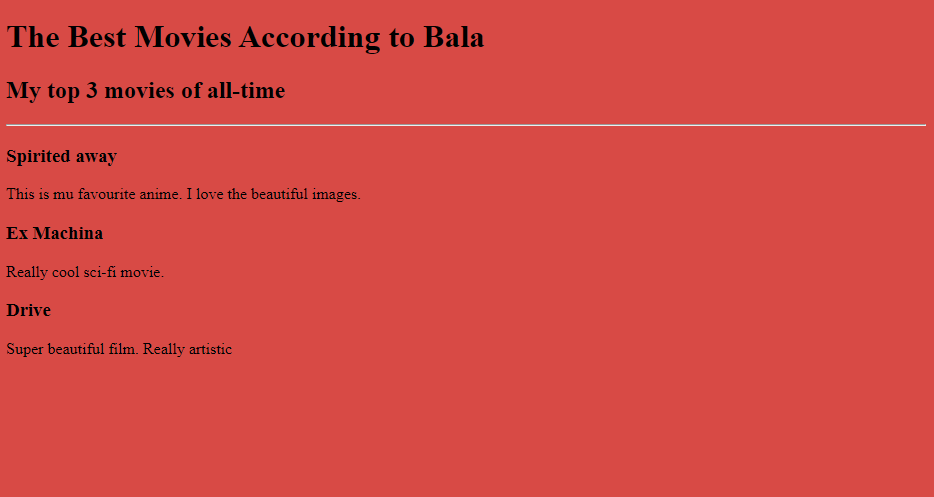 The Best Movies According to Bala
My top 3 movies of all-time
Spirited away
This is mu favourite anime. I love the beautiful images.
Ex Machina
Really cool sci-fi movie.
Drive
Super beautiful film. Really artistic